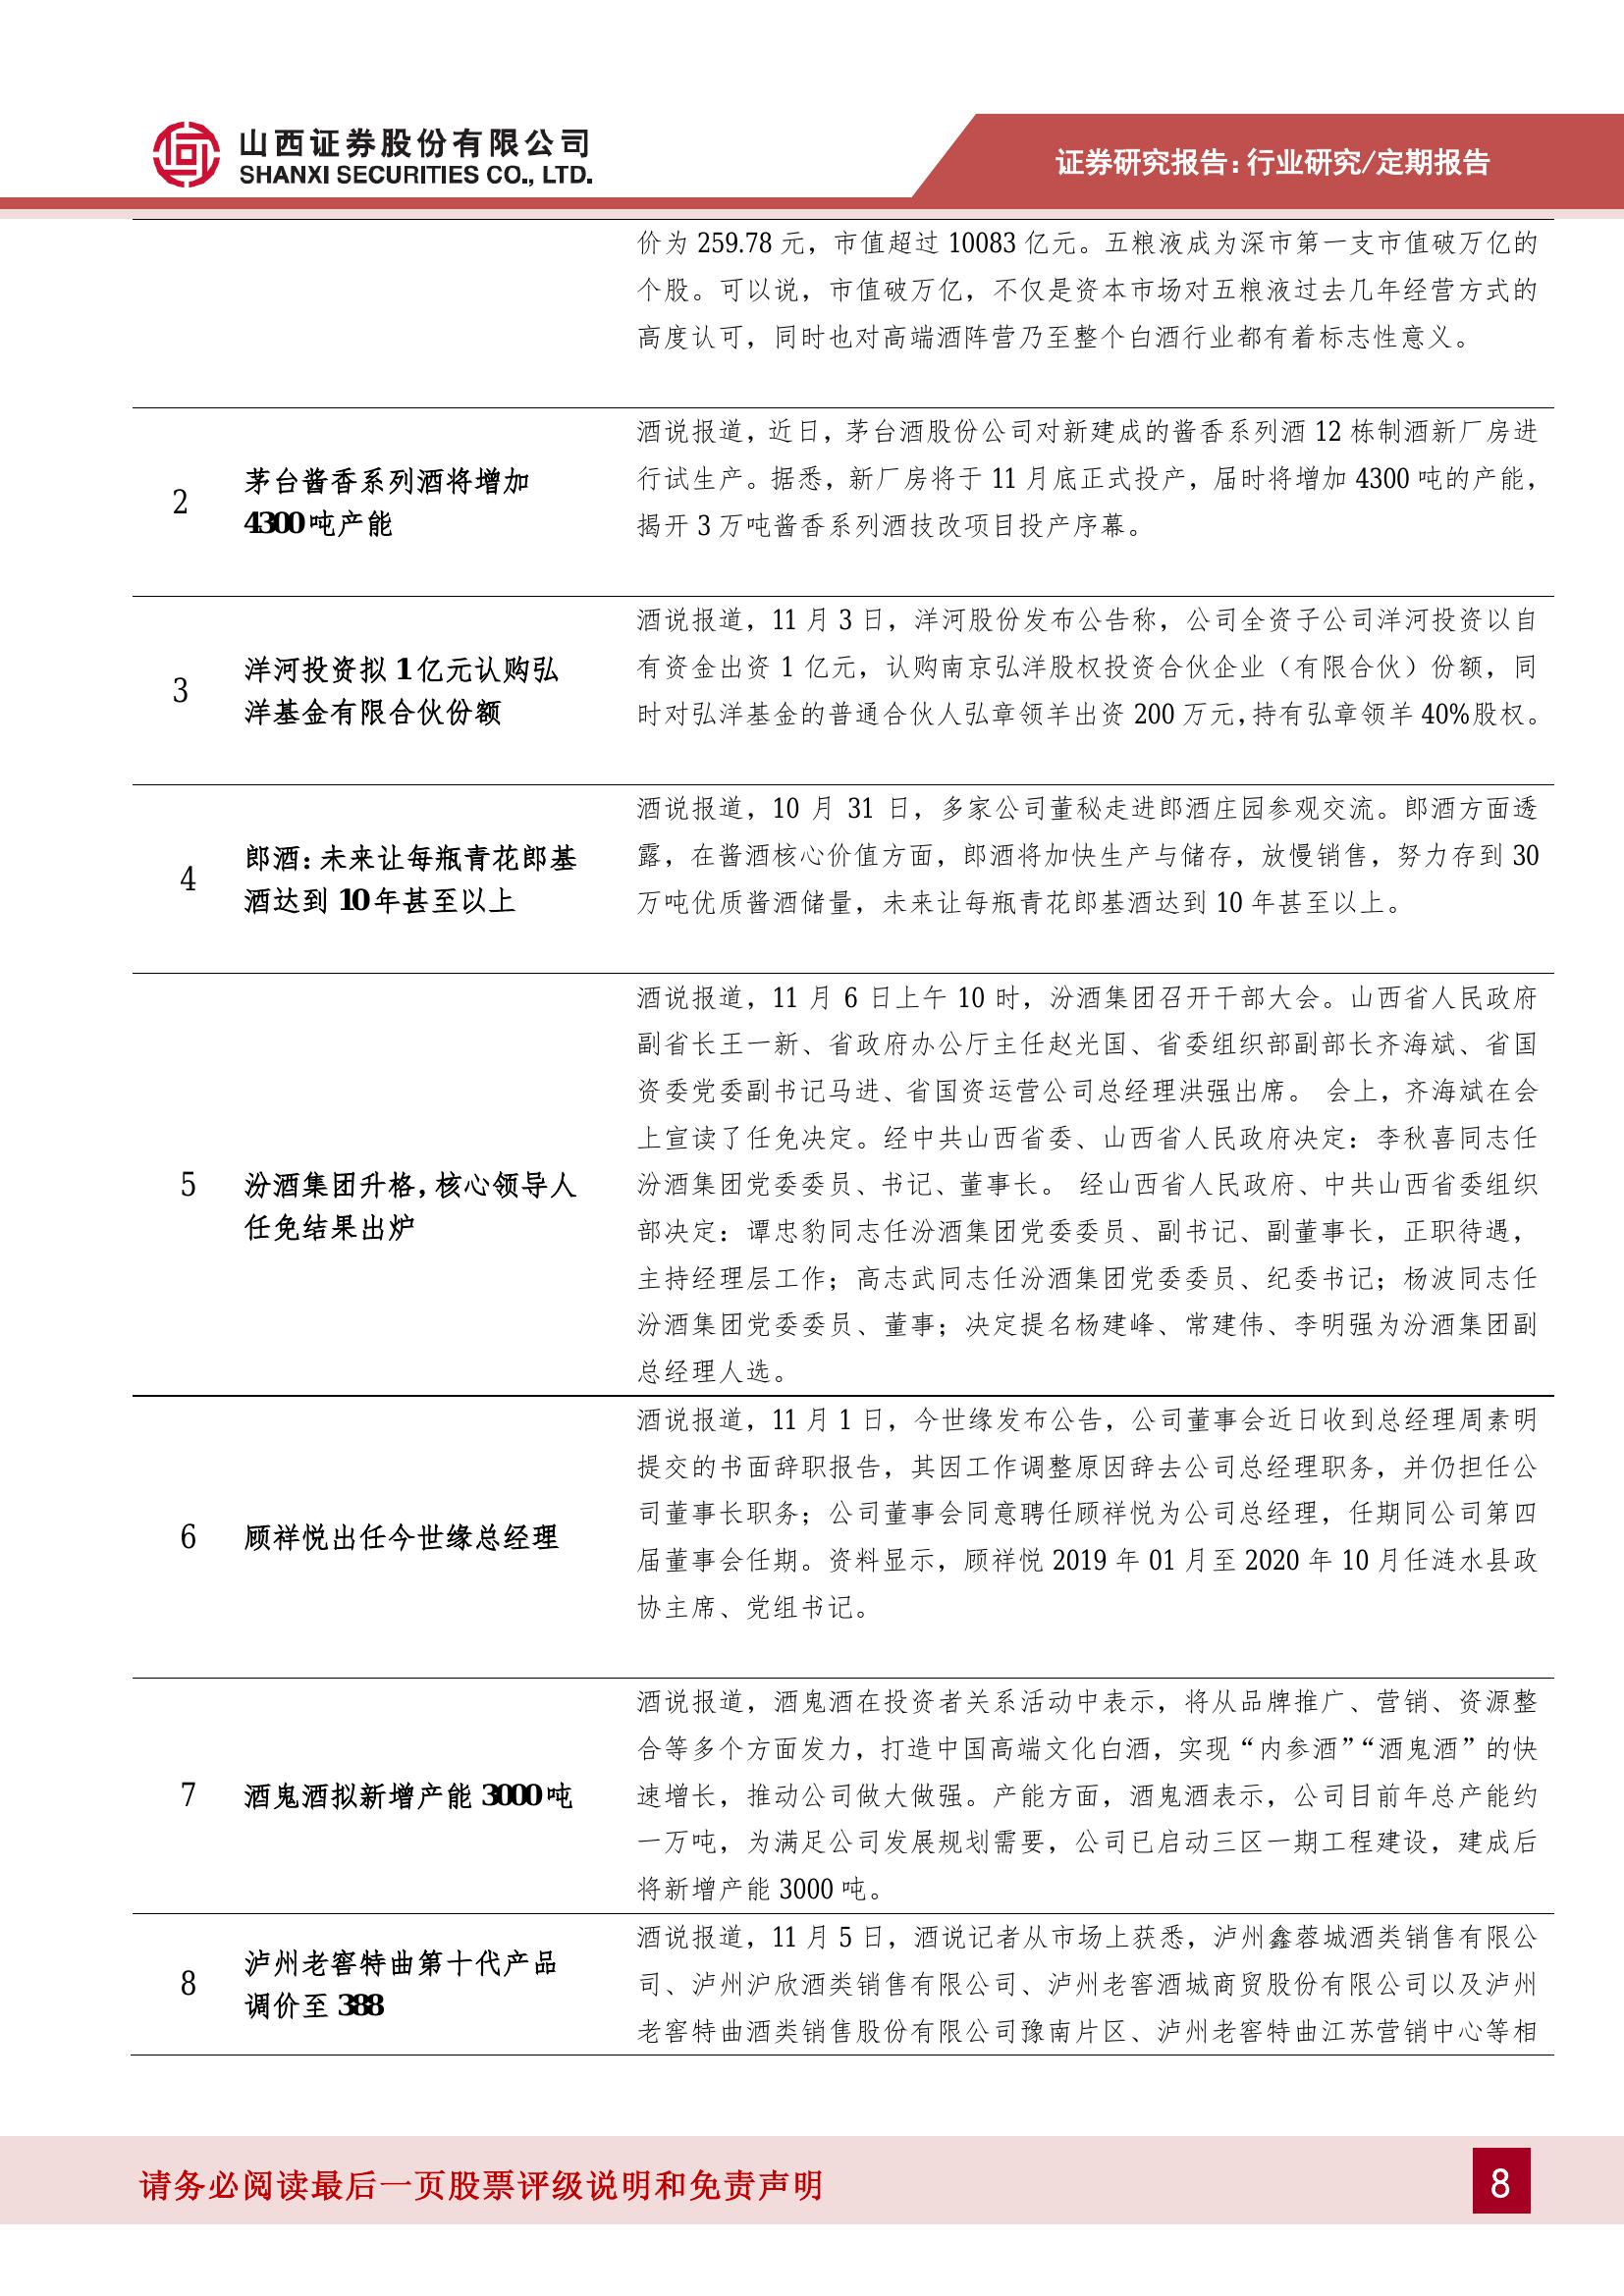 山西证券股份有限公司
SHANXI SECURITIES CO., LTD.
证券研究报告：行业研究/定期报告
价为 259.78 元，市值超过 10083 亿元。五粮液成为深市第一支市值破万亿的
个股。可以说，市值破万亿，不仅是资本市场对五粮液过去几年经营方式的
高度认可，同时也对高端酒阵营乃至整个白酒行业都有着标志性意义。
2
茅台酱香系列酒将增加
4300 吨产能
酒说报道，近日，茅台酒股份公司对新建成的酱香系列酒 12 栋制酒新厂房进
行试生产。据悉，新厂房将于 11 月底正式投产，届时将增加 4300 吨的产能，
揭开 3 万吨酱香系列酒技改项目投产序幕。
3
洋河投资拟 1 亿元认购弘
洋基金有限合伙份额
酒说报道，11 月 3 日，洋河股份发布公告称，公司全资子公司洋河投资以自
有资金出资 1 亿元，认购南京弘洋股权投资合伙企业（有限合伙）份额，同
时对弘洋基金的普通合伙人弘章领羊出资 200 万元，持有弘章领羊 40%股权。
4
郎酒：未来让每瓶青花郎基
酒达到 10 年甚至以上
酒说报道，10 月 31 日，多家公司董秘走进郎酒庄园参观交流。郎酒方面透
露，在酱酒核心价值方面，郎酒将加快生产与储存，放慢销售，努力存到 30
万吨优质酱酒储量，未来让每瓶青花郎基酒达到 10 年甚至以上。
5
汾酒集团升格，核心领导人
任免结果出炉
酒说报道，11 月 6 日上午 10 时，汾酒集团召开干部大会。山西省人民政府
副省长王一新、省政府办公厅主任赵光国、省委组织部副部长齐海斌、省国
资委党委副书记马进、省国资运营公司总经理洪强出席。 会上，齐海斌在会
上宣读了任免决定。经中共山西省委、山西省人民政府决定：李秋喜同志任
汾酒集团党委委员、书记、董事长。 经山西省人民政府、中共山西省委组织
部决定：谭忠豹同志任汾酒集团党委委员、副书记、副董事长，正职待遇，
主持经理层工作；高志武同志任汾酒集团党委委员、纪委书记；杨波同志任
汾酒集团党委委员、董事；决定提名杨建峰、常建伟、李明强为汾酒集团副
总经理人选。
6
顾祥悦出任今世缘总经理
酒说报道，11 月 1 日，今世缘发布公告，公司董事会近日收到总经理周素明
提交的书面辞职报告，其因工作调整原因辞去公司总经理职务，并仍担任公
司董事长职务；公司董事会同意聘任顾祥悦为公司总经理，任期同公司第四
届董事会任期。资料显示，顾祥悦 2019 年 01 月至 2020 年 10 月任涟水县政
协主席、党组书记。
7
酒鬼酒拟新增产能 3000 吨
酒说报道，酒鬼酒在投资者关系活动中表示，将从品牌推广、营销、资源整
合等多个方面发力，打造中国高端文化白酒，实现“内参酒”“酒鬼酒”的快
速增长，推动公司做大做强。产能方面，酒鬼酒表示，公司目前年总产能约
一万吨，为满足公司发展规划需要，公司已启动三区一期工程建设，建成后
将新增产能 3000 吨。
8
泸州老窖特曲第十代产品
调价至 388
酒说报道，11 月 5 日，酒说记者从市场上获悉，泸州鑫蓉城酒类销售有限公
司、泸州沪欣酒类销售有限公司、泸州老窖酒城商贸股份有限公司以及泸州
老窖特曲酒类销售股份有限公司豫南片区、泸州老窖特曲江苏营销中心等相
请务必阅读最后一页股票评级说明和免责声明
8